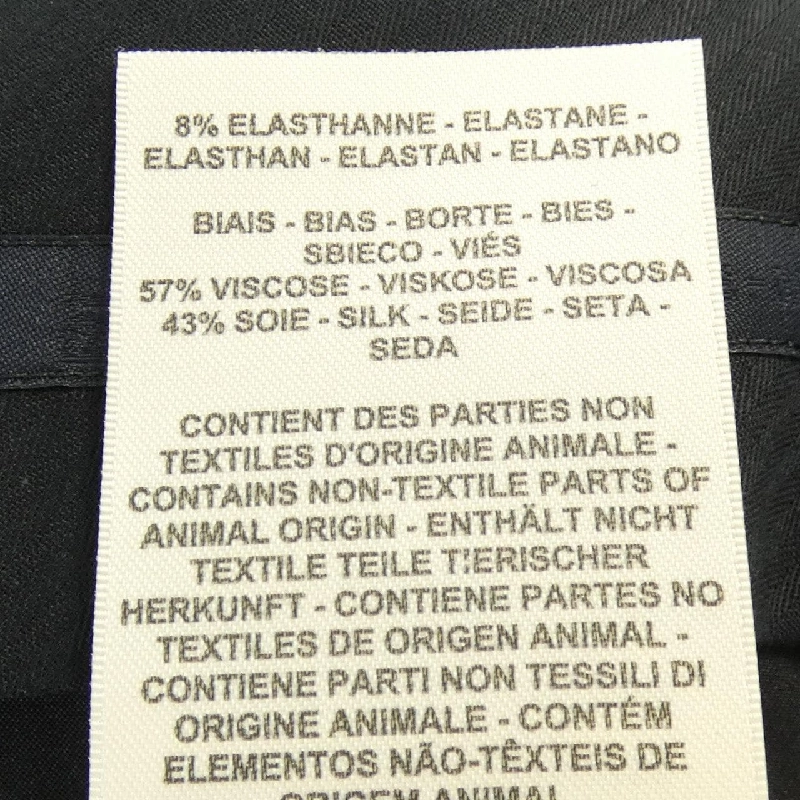 8% ELASTHANNE - ELASTANE -
ELASTHAN - ELASTAN - ELASTANO
BIAIS - BIAS - BORTE - BIES -
SBIECO - VIÉS
57% VISCOSE - VISKOSE - VISCOSA
43% SOIE - SILK - SEIDE - SETA -
SEDA
CONTIENT DES PARTIES NON
TEXTILES D'ORIGINE ANIMALE -
CONTAINS NON-TEXTILE PARTS OF
ANIMAL ORIGIN - ENTHÄLT NICHT
TEXTILE TEILE TIERISCHER
HERKUNFT - CONTIENE PARTES NO
TEXTILES DE ORIGEN ANIMAL -
CONTIENE PARTI NON TESSILI DI
ORIGINE ANIMALE - CONTÉM
ELEMENTOS NÃO-TÊXTEIS DE
ORIGEM ANIMAL